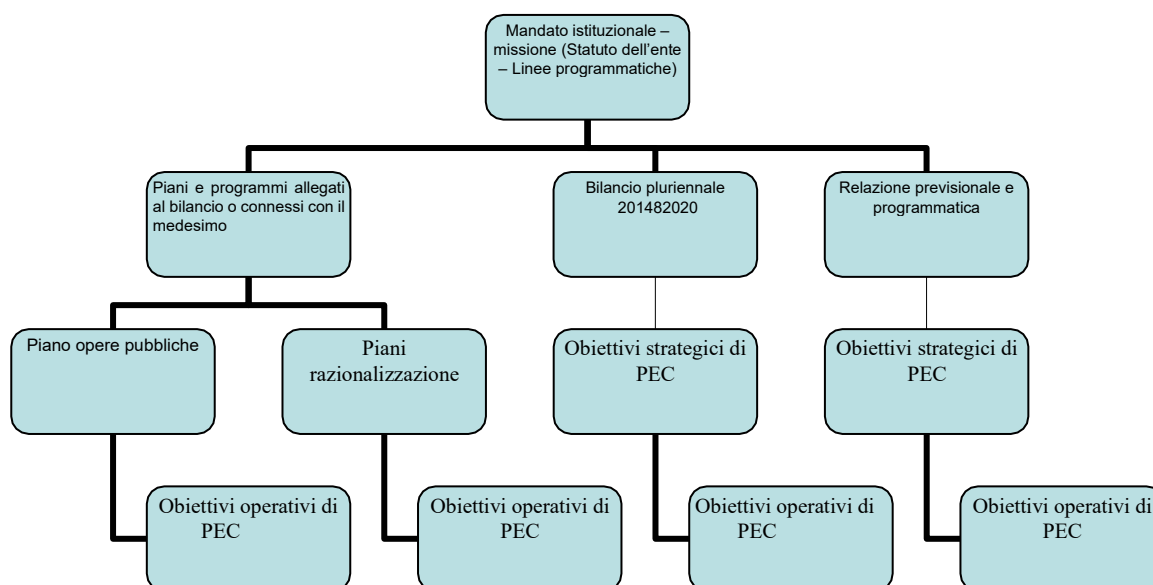 Mandato istituzionale –
missione (Statuto dell'ente
– Linee programmatiche)
Piani e programmi allegati
al bilancio o connessi con il
medesimo
Bilancio pluriennale
201482020
Relazione previsionale e
programmatica
Piano opere pubbliche
Piani
razionalizzazione
Obiettivi strategici di
PEC
Obiettivi strategici di
PEC
Obiettivi operativi di
PEC
Obiettivi operativi di
PEC
Obiettivi operativi di
PEC
Obiettivi operativi di
PEC